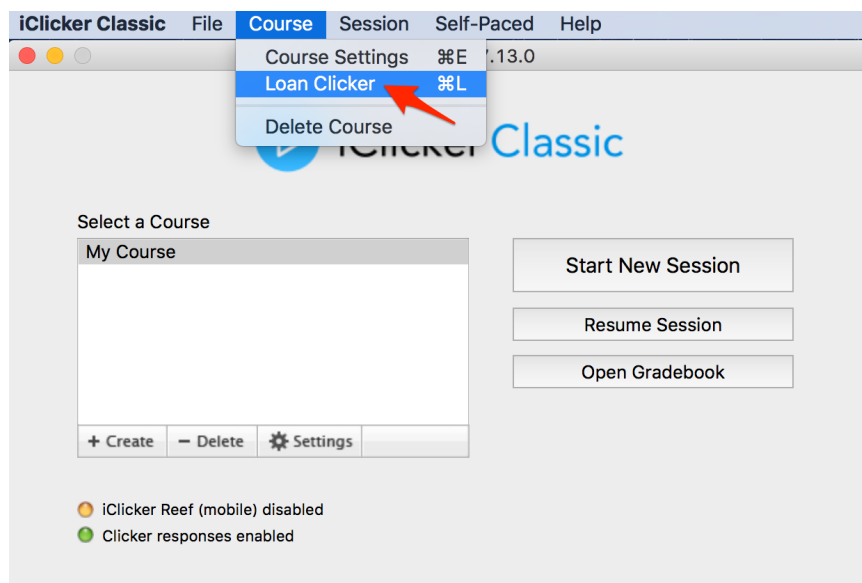 iClicker Classic File Course Session Self-Paced Help
Course Settings ⌘E .13.0
Loan Clicker ⌘L
Delete Course
iClicker Classic
Select a Course
My Course
Start New Session
Resume Session
Open Gradebook
+ Create − Delete Settings
iClicker Reef (mobile) disabled
Clicker responses enabled